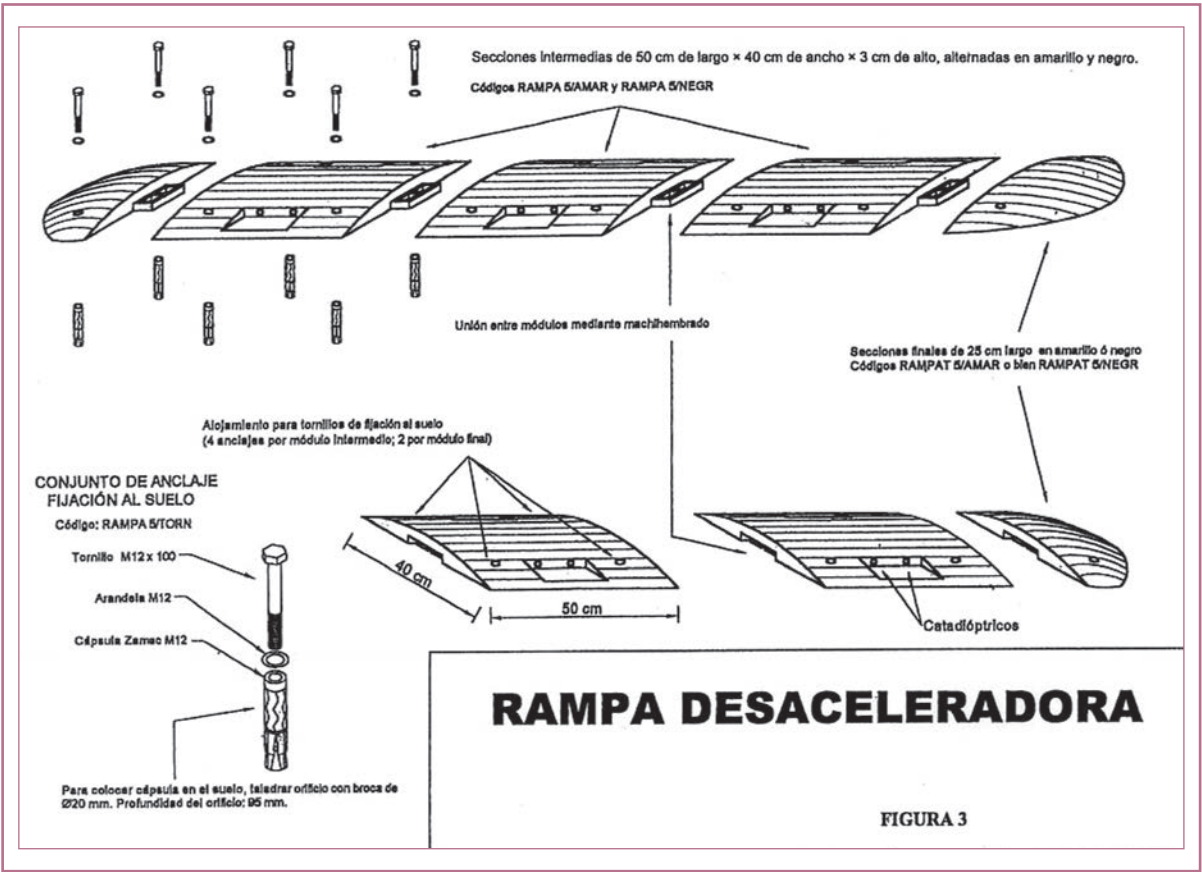 Secciones intermedias de 50 cm de largo × 40 cm de ancho × 3 cm de alto, alternadas en amarillo y negro.
Códigos RAMPA 5/AMAR y RAMPA 5/NEGR
Unión entre módulos mediante machihembrado
Secciones finales de 25 cm largo en amarillo ó negro
Códigos RAMPAT 5/AMAR o bien RAMPAT 5/NEGR
Alojamiento para tornillos de fijación al suelo
(4 anclajes por módulo intermedio; 2 por módulo final)
CONJUNTO DE ANCLAJE
FIJACIÓN AL SUELO
Código: RAMPA 5/TORN
Tornillo M12 x 100
Arandela M12
Cápsula Zamac M12
40 cm
50 cm
Catadióptricos
Para colocar cápsula en el suelo, taladrar orificio con broca de
Ø20 mm. Profundidad del orificio: 95 mm.
RAMPA DESACELERADORA
FIGURA 3